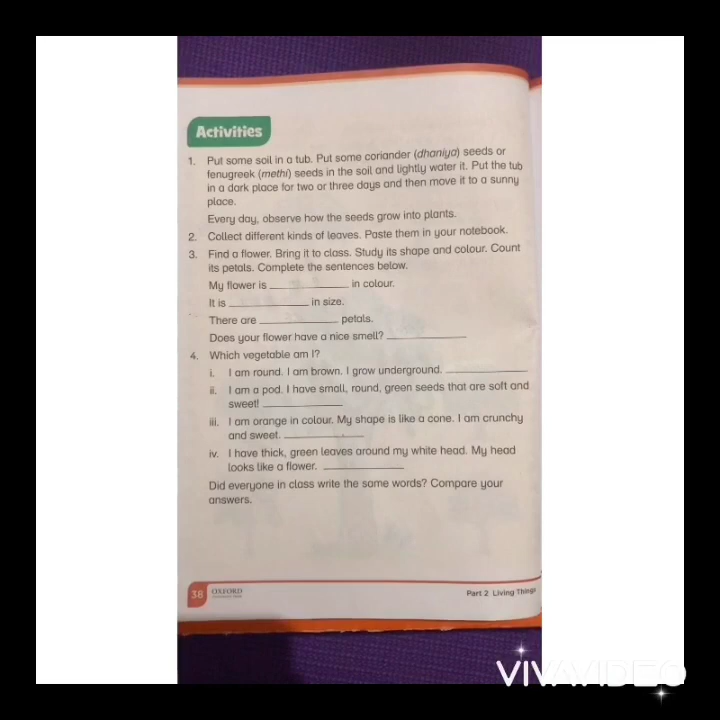 Activities
1. Put some soil in a tub. Put some coriander (dhaniya) seeds or
fenugreek (methi) seeds in the soil and lightly water it. Put the tub
in a dark place for two or three days and then move it to a sunny
place.
Every day, observe how the seeds grow into plants.
2. Collect different kinds of leaves. Paste them in your notebook.
3. Find a flower. Bring it to class. Study its shape and colour. Count
its petals. Complete the sentences below.
My flower is ____________ in colour.
It is ____________ in size.
There are ____________ petals.
Does your flower have a nice smell? ____________
4. Which vegetable am I?
i. I am round. I am brown. I grow underground. ____________
ii. I am a pod. I have small, round, green seeds that are soft and
sweet! ____________
iii. I am orange in colour. My shape is like a cone. I am crunchy
and sweet. ____________
iv. I have thick, green leaves around my white head. My head
looks like a flower. ____________
Did everyone in class write the same words? Compare your
answers.
38 OXFORD
Part 2 Living Things
VIVAVIDEO